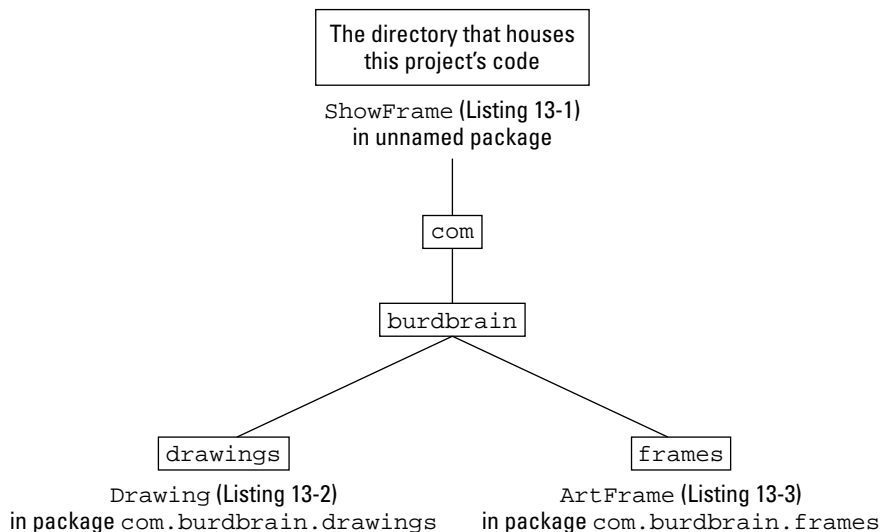 The directory that houses
this project's code
ShowFrame (Listing 13-1)
in unnamed package
com
burdbrain
drawings
Drawing (Listing 13-2)
in package com.burdbrain.drawings
frames
ArtFrame (Listing 13-3)
in package com.burdbrain.frames